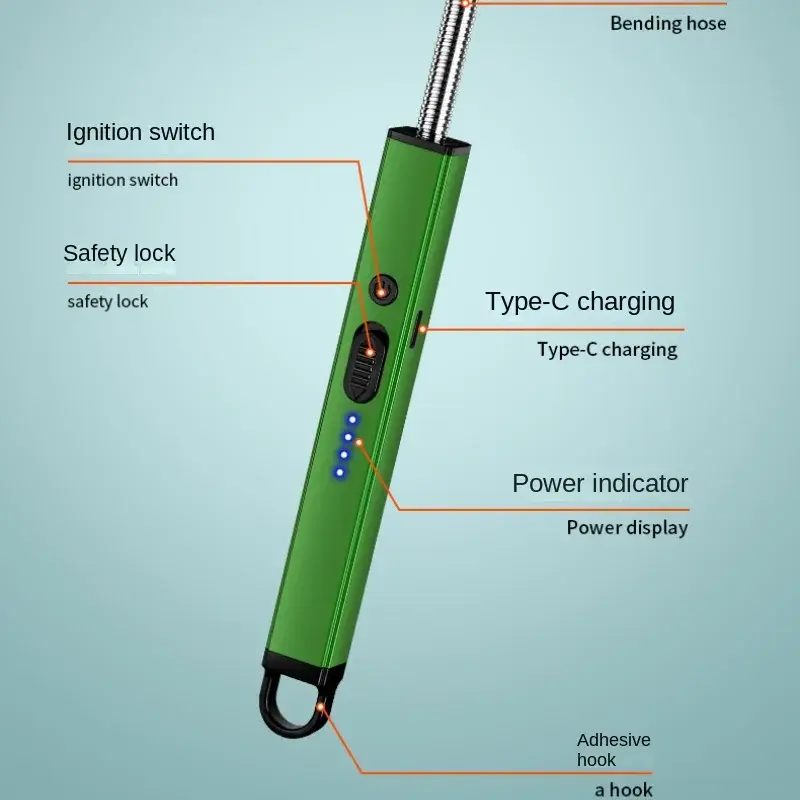 Bending hose
Ignition switch
ignition switch
Safety lock
safety lock
Type-C charging
Type-C charging
Power indicator
Power display
Adhesive
hook
a hook